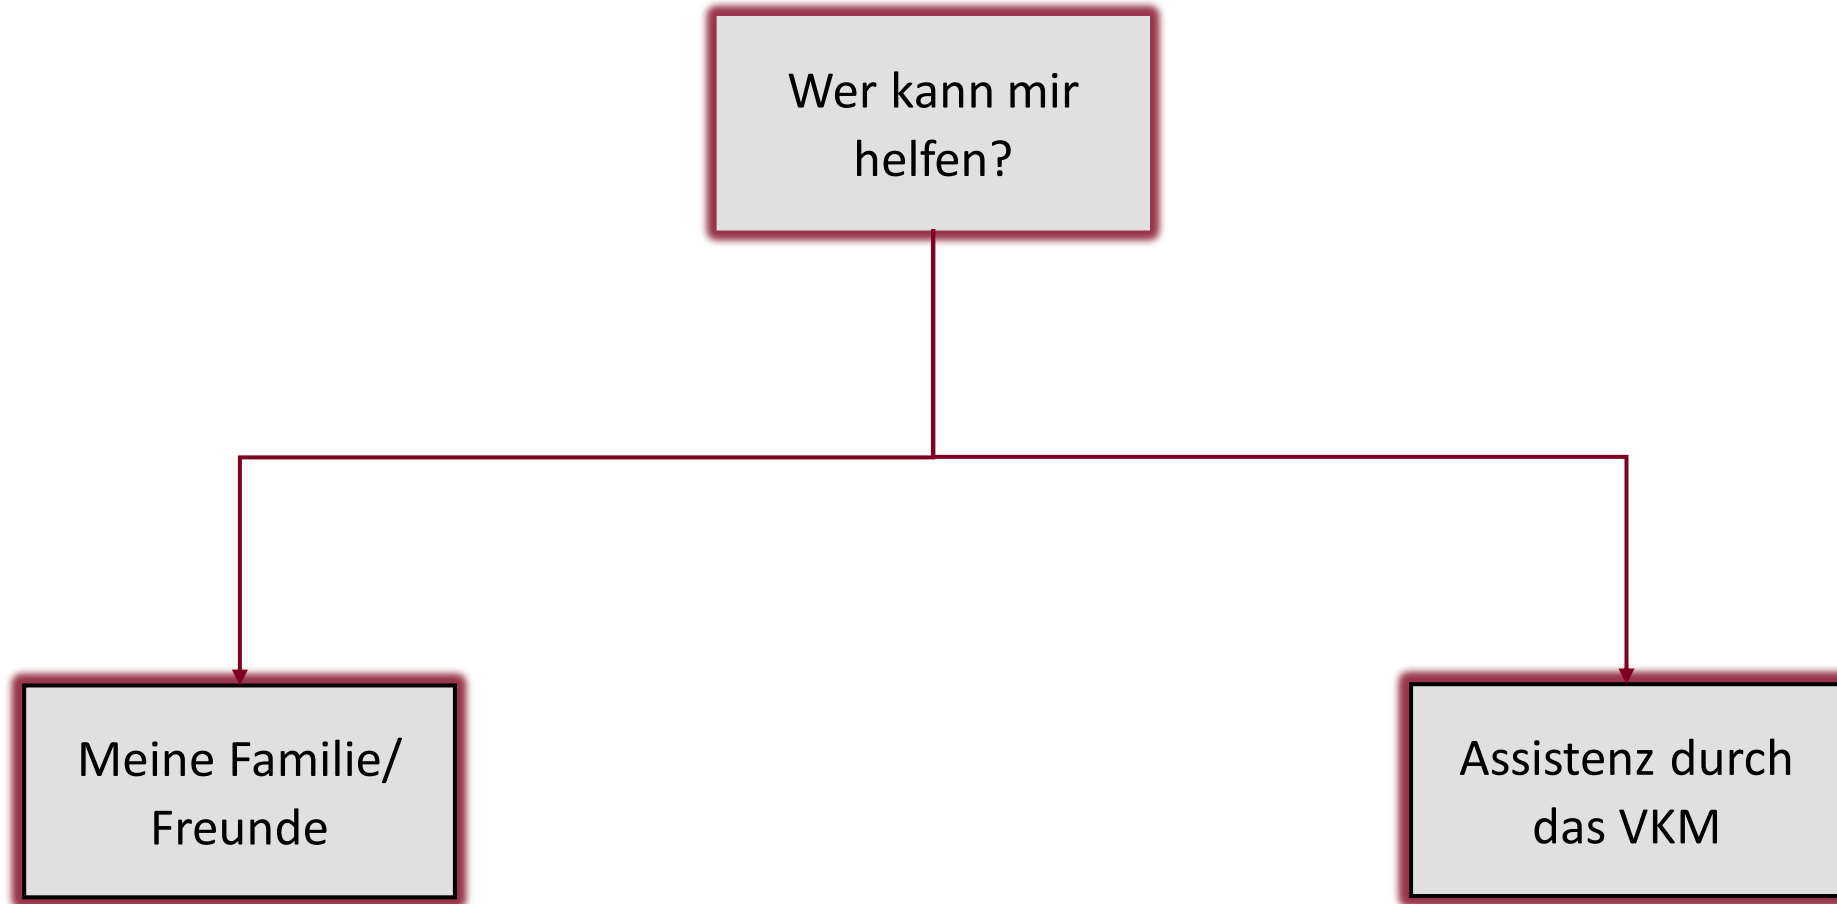 Wer kann mir
helfen?
Meine Familie/
Freunde
Assistenz durch
das VKM